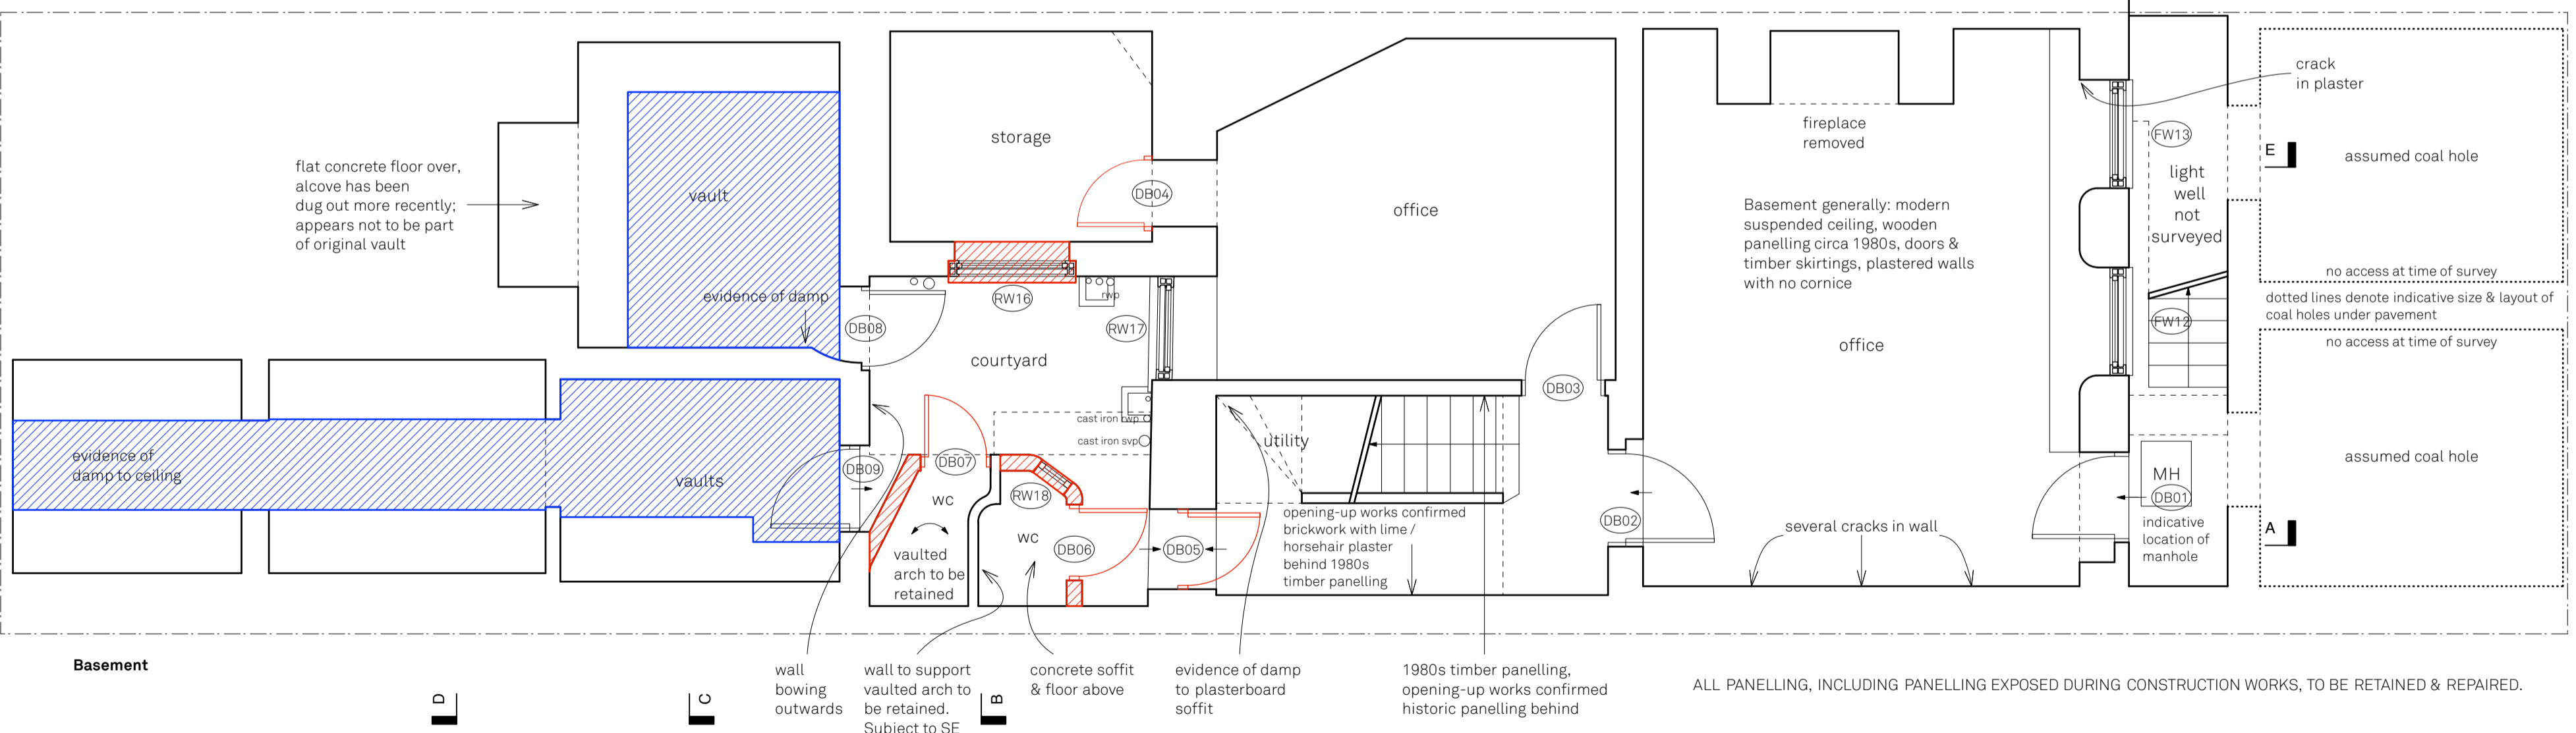 flat concrete floor over,
alcove has been
dug out more recently;
appears not to be part
of original vault
vault
evidence of damp
evidence of
damp to ceiling
vaults
storage
DB04
RW16
rwp
RW17
DB08
courtyard
cast iron rwp
cast iron svp
DB09
DB07
wc
RW18
wc
vaulted
arch to be
retained
DB06
DB05
office
DB03
utility
opening-up works confirmed
brickwork with lime /
horsehair plaster
behind 1980s
timber panelling
DB02
fireplace
removed
Basement generally: modern
suspended ceiling, wooden
panelling circa 1980s, doors &
timber skirtings, plastered walls
with no cornice
office
several cracks in wall
crack
in plaster
FW13
light
well
not
surveyed
FW12
MH
DB01
indicative
location of
manhole
E
assumed coal hole
no access at time of survey
dotted lines denote indicative size & layout of
coal holes under pavement
no access at time of survey
assumed coal hole
A
Basement
D
C
B
wall
bowing
outwards
wall to support
vaulted arch to
be retained.
Subject to SE
concrete soffit
& floor above
evidence of damp
to plasterboard
soffit
1980s timber panelling,
opening-up works confirmed
historic panelling behind
ALL PANELLING, INCLUDING PANELLING EXPOSED DURING CONSTRUCTION WORKS, TO BE RETAINED & REPAIRED.